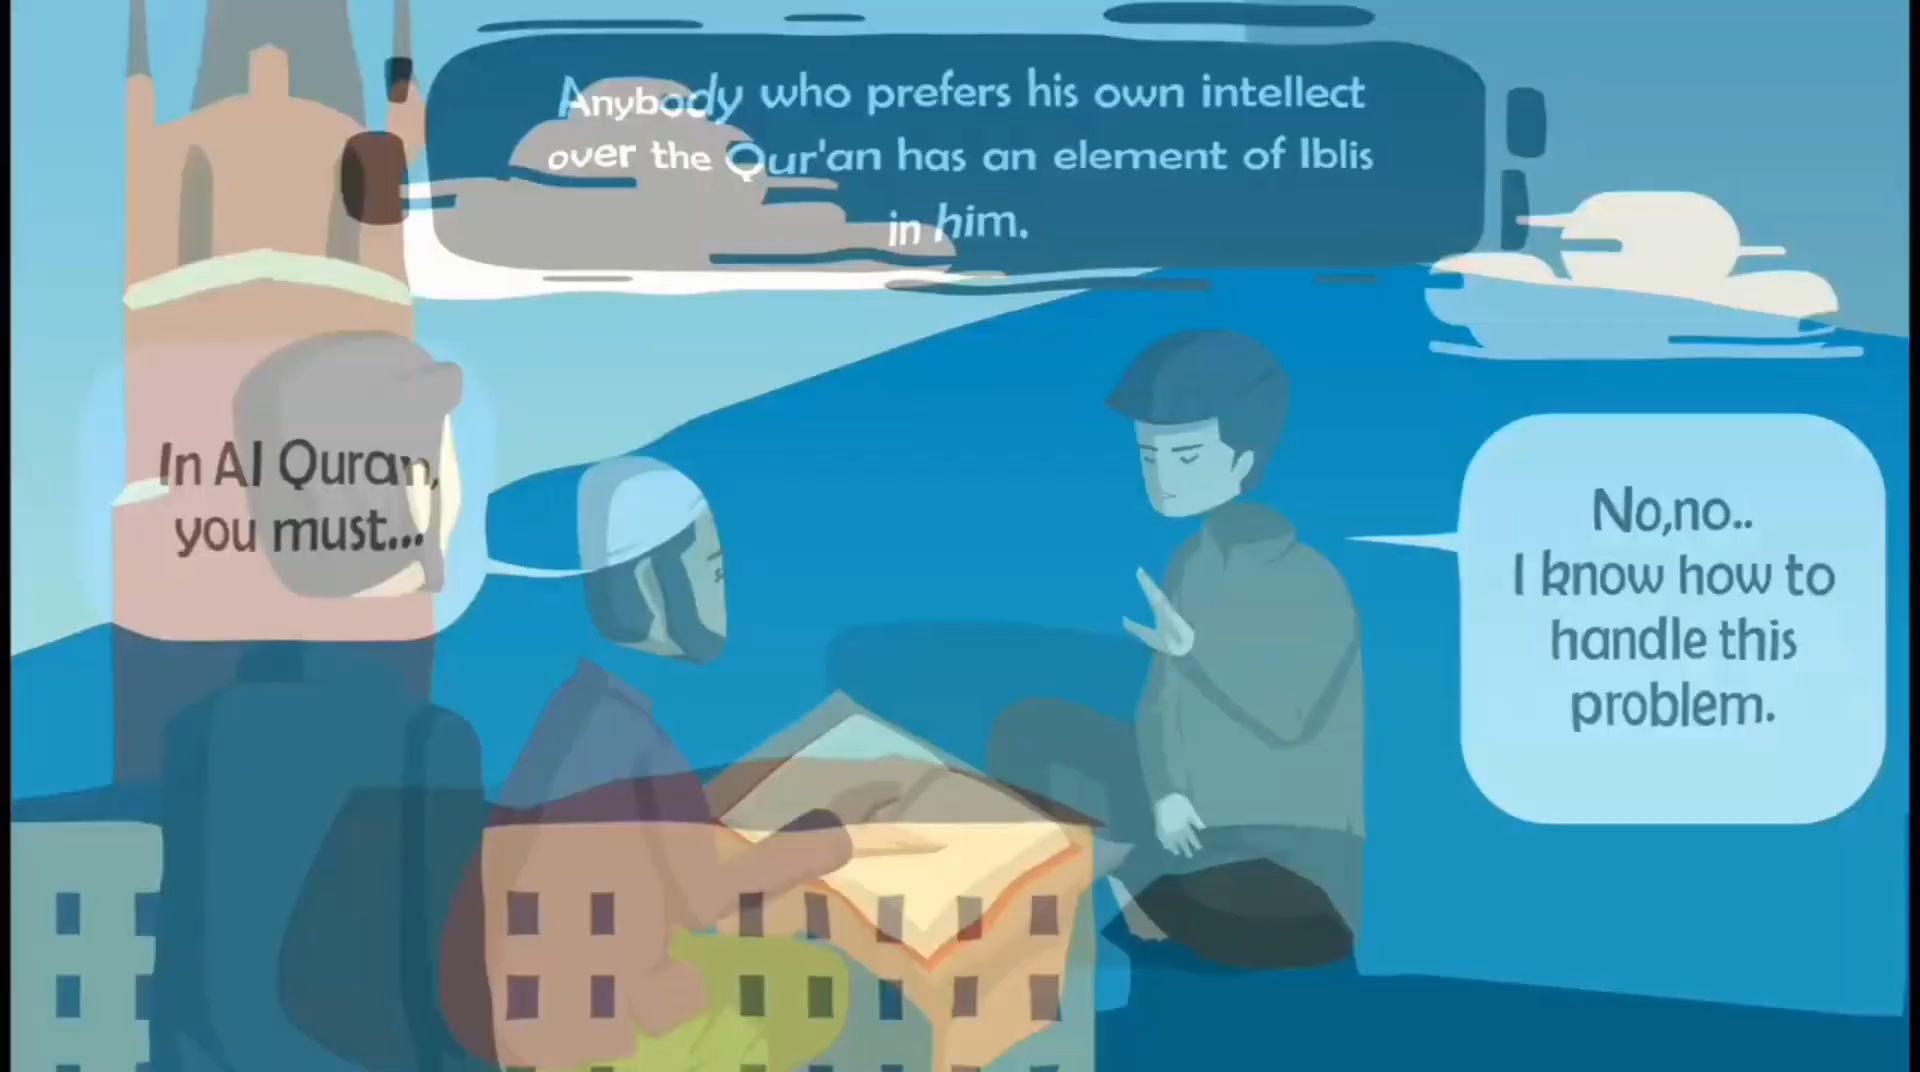 Anybody who prefers his own intellect
over the Qur'an has an element of Iblis
in him.
In Al Quran,
you must...
No,no..
I know how to
handle this
problem.